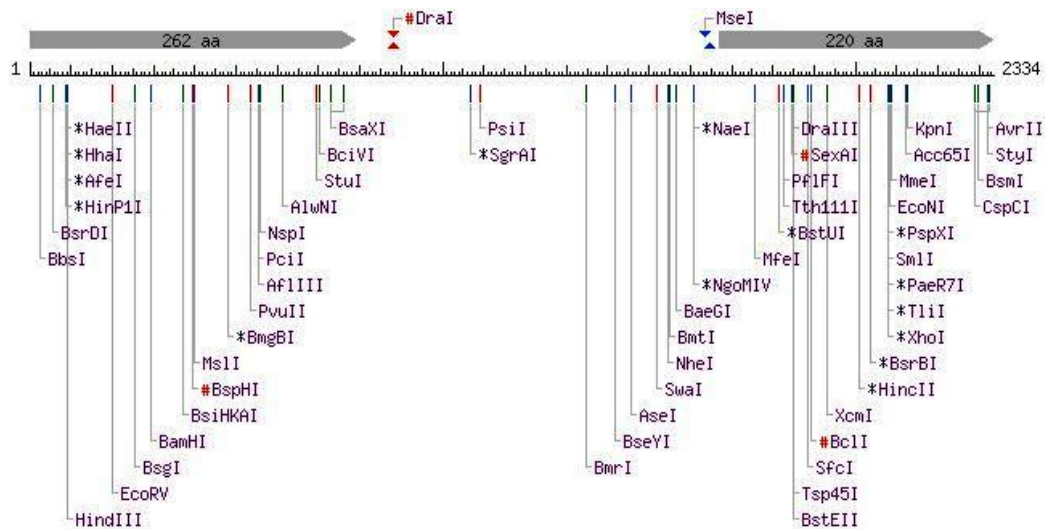 #DraI MseI
262 aa 220 aa
1 2334
*HaeII BsaXI PsiI *NaeI DraIII KpnI AvrII
*HhaI BciVI *SgrAI #SexAI Acc65I StyI
*AfeI StuI PflFI MmeI BsmI
*HinP1I AlwNI Tth111I EcoNI CspCI
BsrDI NspI *BstUI *PspXI
BbsI PciI MfeI SmlI
AflIII *NgoMIV *PaeR7I
PvuII BaeGI *TliI
*BmgBI BmtI *XhoI
MslI NheI *BsrBI
#BspHI SwaI *HincII
BsiHKAI AseI XcmI
BamHI BseYI #BclI
BsgI BmrI SfcI
EcoRV Tsp45I
HindIII BstEII